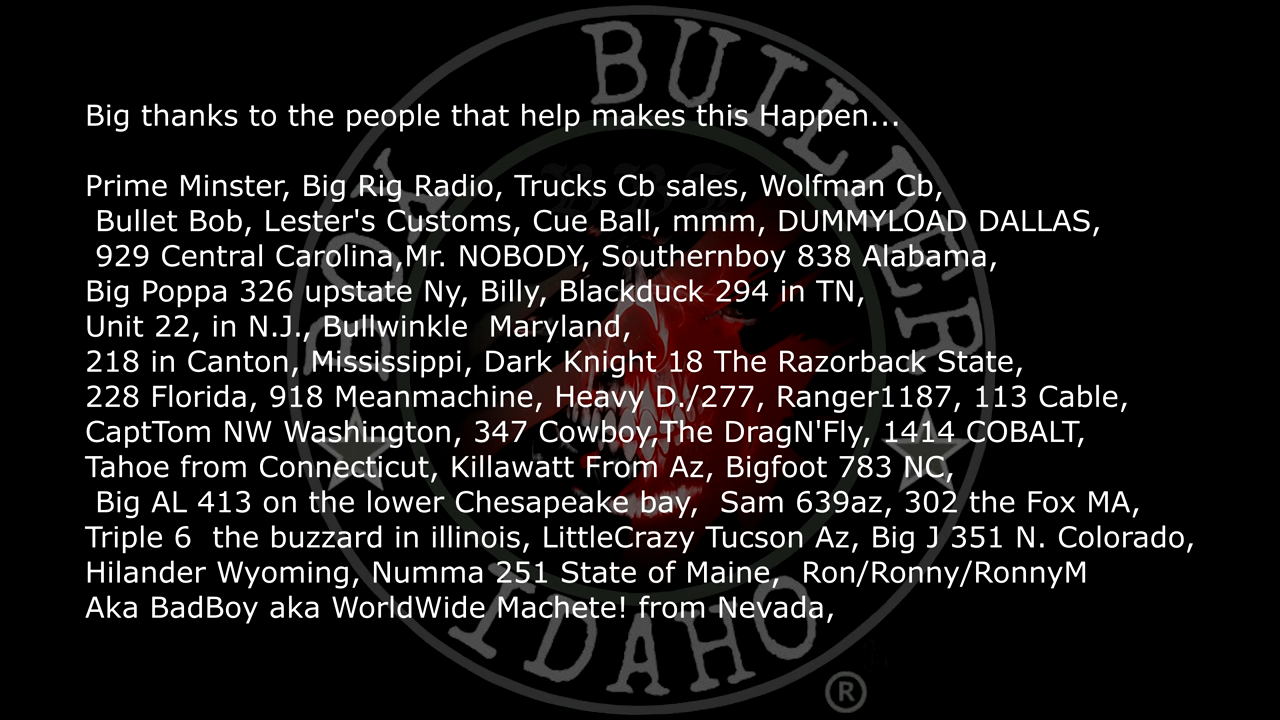 Big thanks to the people that help makes this Happen...
Prime Minster, Big Rig Radio, Trucks Cb sales, Wolfman Cb,
Bullet Bob, Lester's Customs, Cue Ball, mmm, DUMMYLOAD DALLAS,
929 Central Carolina,Mr. NOBODY, Southernboy 838 Alabama,
Big Poppa 326 upstate Ny, Billy, Blackduck 294 in TN,
Unit 22, in N.J., Bullwinkle  Maryland,
218 in Canton, Mississippi, Dark Knight 18 The Razorback State,
228 Florida, 918 Meanmachine, Heavy D./277, Ranger1187, 113 Cable,
CaptTom NW Washington, 347 Cowboy,The DragN'Fly, 1414 COBALT,
Tahoe from Connecticut, Killawatt From Az, Bigfoot 783 NC,
Big AL 413 on the lower Chesapeake bay,  Sam 639az, 302 the Fox MA,
Triple 6  the buzzard in illinois, LittleCrazy Tucson Az, Big J 351 N. Colorado,
Hilander Wyoming, Numma 251 State of Maine,  Ron/Ronny/RonnyM
Aka BadBoy aka WorldWide Machete! from Nevada,
BOX BUILDER
IDAHO
®